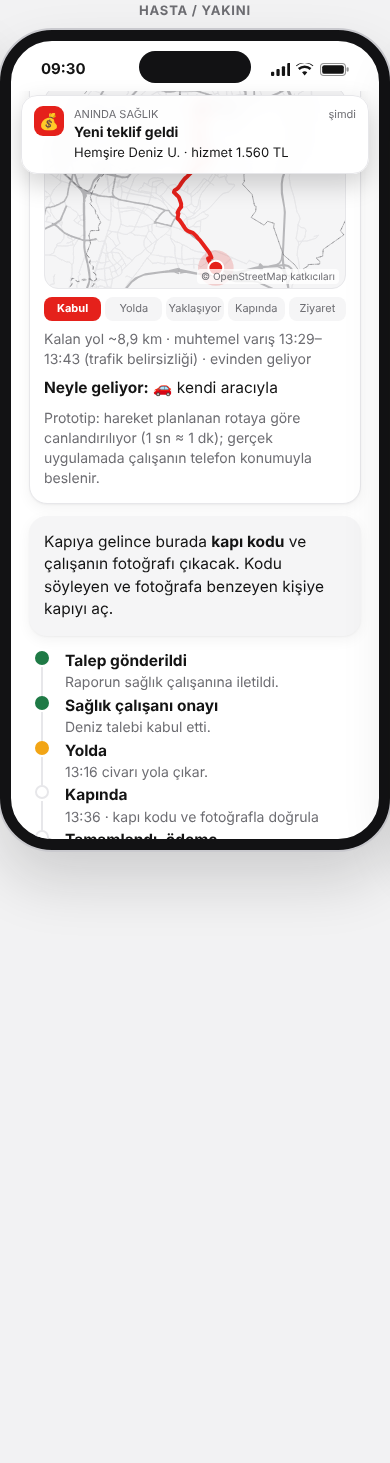 HASTA / YAKINI
09:30
ANINDA SAĞLIK
şimdi
Yeni teklif geldi
Hemşire Deniz U. · hizmet 1.560 TL
© OpenStreetMap katkıcıları
Kabul
Yolda
Yaklaşıyor
Kapında
Ziyaret
Kalan yol ~8,9 km · muhtemel varış 13:29–
13:43 (trafik belirsizliği) · evinden geliyor
Neyle geliyor: 🚗 kendi aracıyla
Prototip: hareket planlanan rotaya göre
canlandırılıyor (1 sn ≈ 1 dk); gerçek
uygulamada çalışanın telefon konumuyla
beslenir.
Kapıya gelince burada kapı kodu ve
çalışanın fotoğrafı çıkacak. Kodu
söyleyen ve fotoğrafa benzeyen kişiye
kapıyı aç.
Talep gönderildi
Raporun sağlık çalışanına iletildi.
Sağlık çalışanı onayı
Deniz talebi kabul etti.
Yolda
13:16 civarı yola çıkar.
Kapında
13:36 · kapı kodu ve fotoğrafla doğrula
Tamamlandı, ödeme